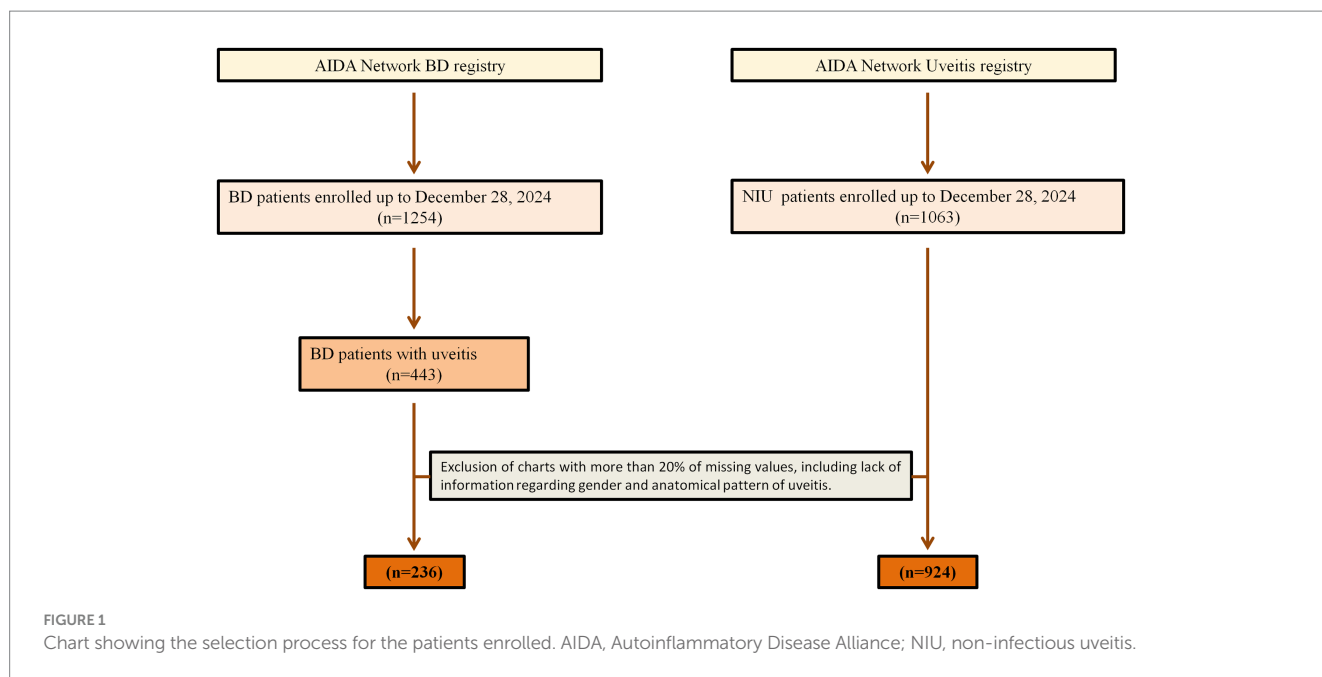 AIDA Network BD registry
AIDA Network Uveitis registry
BD patients enrolled up to December 28, 2024
(n=1254)
NIU patients enrolled up to December 28, 2024
(n=1063)
BD patients with uveitis
(n=443)
Exclusion of charts with more than 20% of missing values, including lack of
information regarding gender and anatomical pattern of uveitis.
(n=236)
(n=924)
FIGURE 1
Chart showing the selection process for the patients enrolled. AIDA, Autoinflammatory Disease Alliance; NIU, non-infectious uveitis.